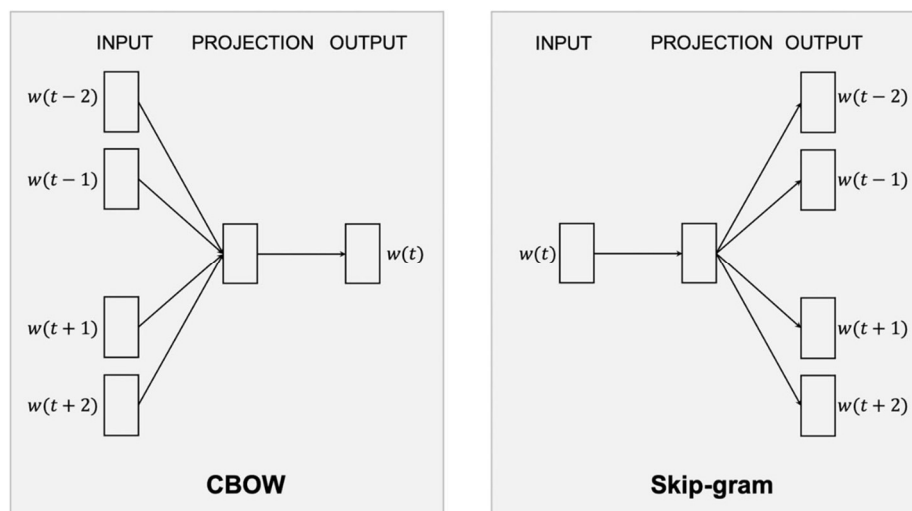 INPUT PROJECTION OUTPUT
w(t − 2)
w(t − 1)
w(t)
w(t + 1)
w(t + 2)
CBOW
INPUT PROJECTION OUTPUT
w(t − 2)
w(t − 1)
w(t)
w(t + 1)
w(t + 2)
Skip-gram